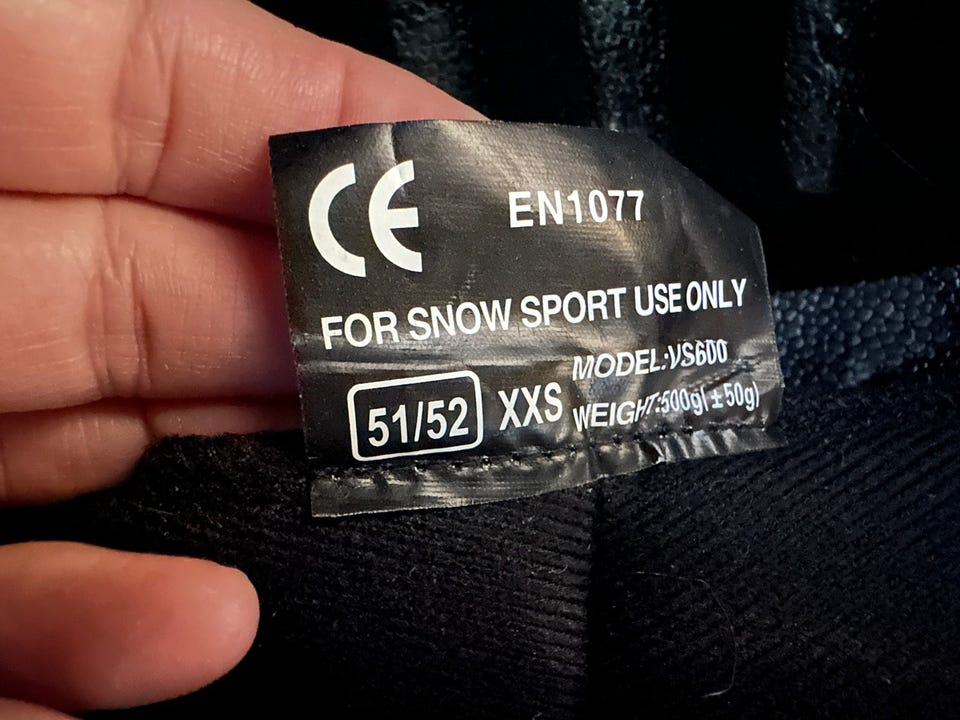 CE EN1077
FOR SNOW SPORT USE ONLY
MODEL:VS600
51/52 XXS WEIGHT:500g(±50g)